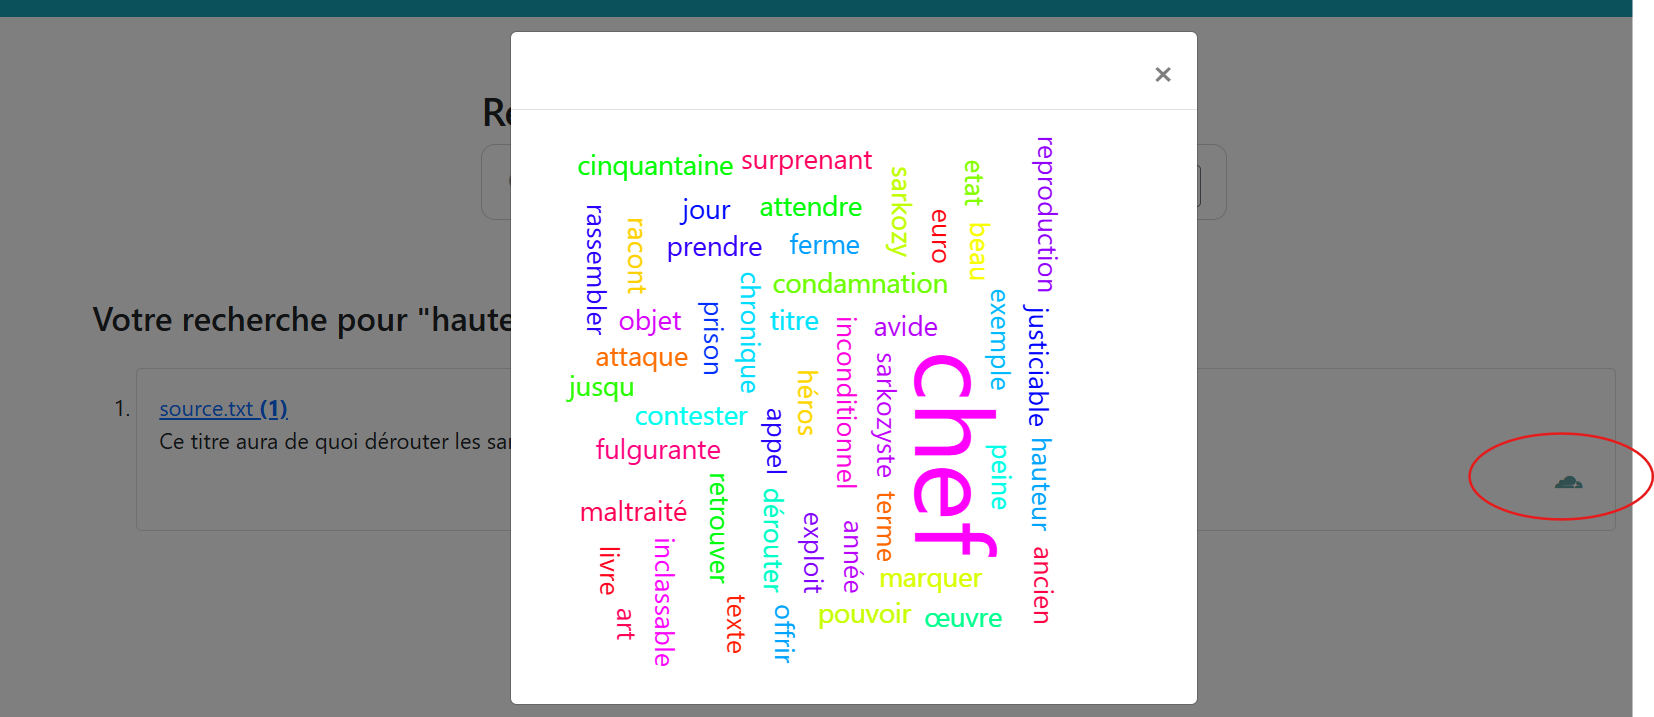 Re
×
Votre recherche pour "haute
1. source.txt (1)
Ce titre aura de quoi dérouter les sar
cinquantaine
surprenant
sarkozy
etat
reproduction
rassembler
racont
jour
attendre
euro
beau
prendre
ferme
chronique
condamnation
exemple
objet
prison
titre
inconditionnel
avide
justiciable
attaque
sarkozyste
chef
jusqu
héros
contester
appel
hauteur
peine
fulgurante
retrouver
dérouter
terme
maltraité
exploit
année
livre
inclassable
ancien
marquer
art
texte
offrir
pouvoir
œuvre